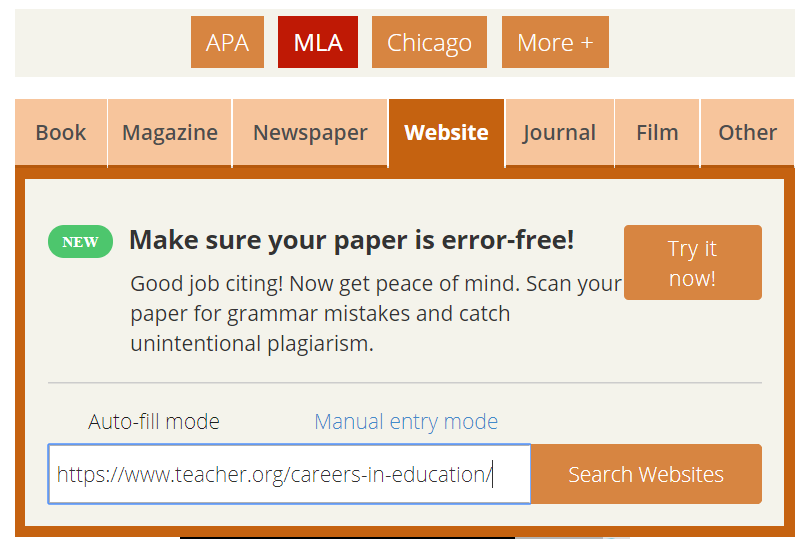 APA MLA Chicago More +
Book Magazine Newspaper Website Journal Film Other
NEW Make sure your paper is error-free!
Try it
now!
Good job citing! Now get peace of mind. Scan your
paper for grammar mistakes and catch
unintentional plagiarism.
Auto-fill mode Manual entry mode
https://www.teacher.org/careers-in-education/ Search Websites